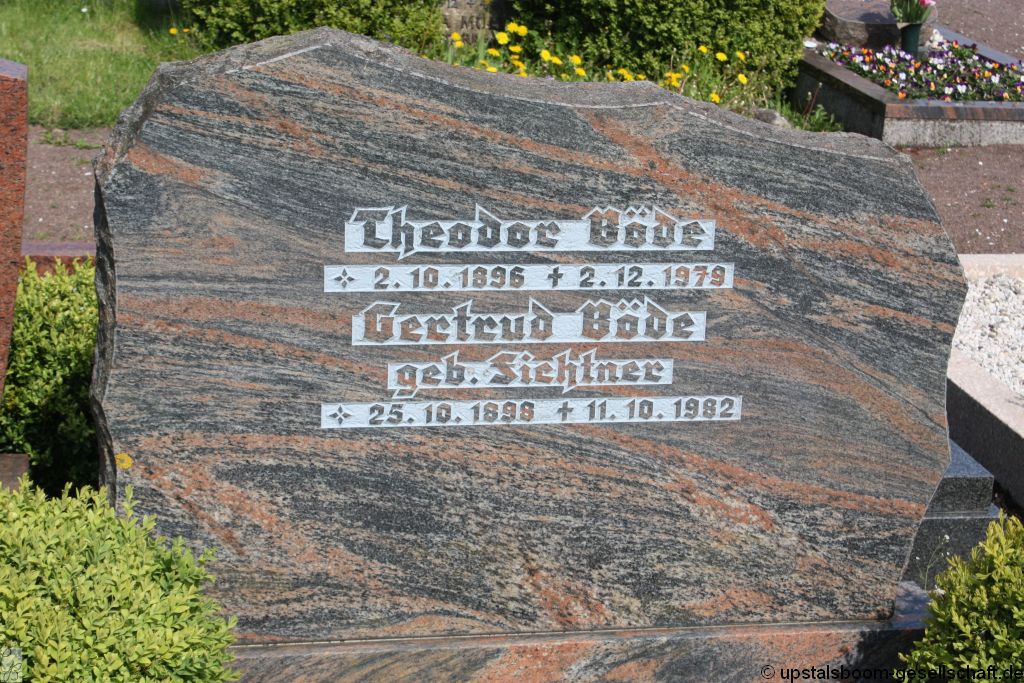 Theodor Böde
✧ 2.10.1896 ✝ 2.12.1979
Gertrud Böde
geb. Fichtner
✧ 25.10.1898 ✝ 11.10.1982
© upstalsboom-gesellschaft.de